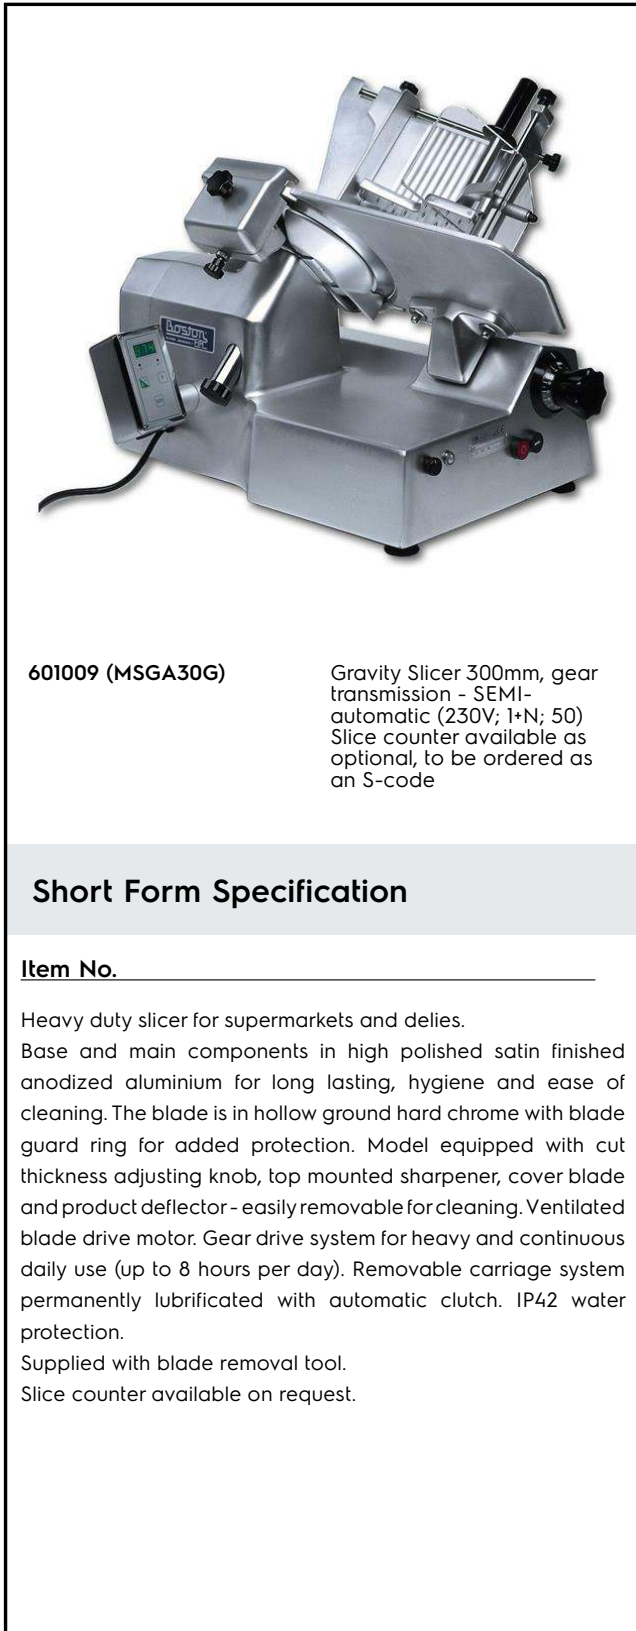 Boston
601009 (MSGA30G)
Gravity Slicer 300mm, gear
transmission - SEMI-
automatic (230V; 1+N; 50)
Slice counter available as
optional, to be ordered as
an S-code
Short Form Specification
Item No.
Heavy duty slicer for supermarkets and delies.
Base and main components in high polished satin finished
anodized aluminium for long lasting, hygiene and ease of
cleaning. The blade is in hollow ground hard chrome with blade
guard ring for added protection. Model equipped with cut
thickness adjusting knob, top mounted sharpener, cover blade
and product deflector - easily removable for cleaning. Ventilated
blade drive motor. Gear drive system for heavy and continuous
daily use (up to 8 hours per day). Removable carriage system
permanently lubrificated with automatic clutch. IP42 water
protection.
Supplied with blade removal tool.
Slice counter available on request.